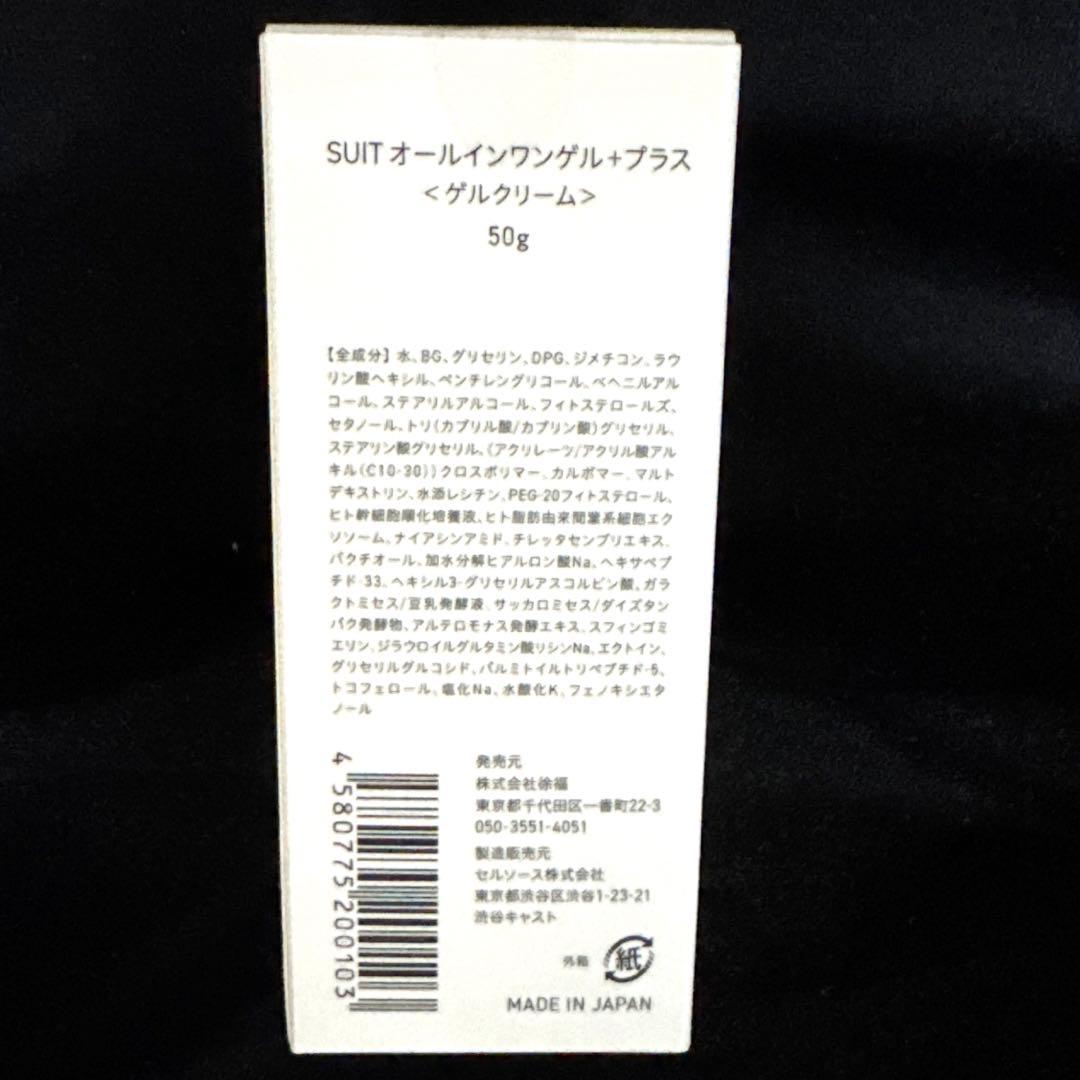 SUIT オールインワンゲル+プラス
<ゲルクリーム>
50g
【全成分】水、BG、グリセリン、DPG、ジメチコン、ラウ
リン酸ヘキシル、ペンチレングリコール、ベヘニルアル
コール、ステアリルアルコール、フィトステロールズ、
セタノール、トリ(カプリル酸/カプリン酸)グリセリル、
ステアリン酸グリセリル、(アクリレーツ/アクリル酸アル
キル(C10-30))クロスポリマー、カルボマー、マルト
デキストリン、水添レシチン、PEG-20フィトステロール、
ヒト幹細胞順化培養液、ヒト脂肪由来間葉系細胞エク
ソソーム、ナイアシンアミド、チレッタセンブリエキス、
バクチオール、加水分解ヒアルロン酸Na、ヘキサペプ
チド-33、ヘキシル3-グリセリルアスコルビン酸、ガラ
クトミセス/豆乳発酵液、サッカロミセス/ダイズタン
パク発酵物、アルテロモナス発酵エキス、スフィンゴミ
エリン、ジラウロイルグルタミン酸リシンNa、エクトイン、
グリセリルグルコシド、パルミトイルトリペプチド-5、
トコフェロール、塩化Na、水酸化K、フェノキシエタ
ノール
4580775200103
発売元
株式会社徐福
東京都千代田区一番町22-3
050-3551-4051
製造販売元
セルソース株式会社
東京都渋谷区渋谷1-23-21
渋谷キャスト
外箱 紙
MADE IN JAPAN